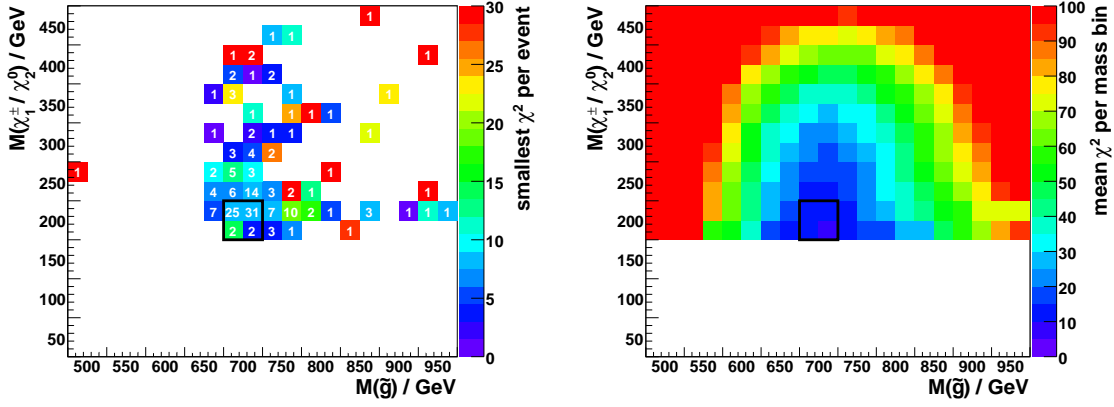 M(χ₁± / χ₂⁰) / GeV
450
400
350
300
250
200
150
100
50
1
1 1
1 2 1
2 1 2
1 3 1 1
1 1 1 1
1 2 1 1 1
3 4 2
1 2 5 3 1
4 6 14 3 2 1 1
7 25 31 7 10 2 1 3 1 1 1
2 2 3 1 1
500 550 600 650 700 750 800 850 900 950
M(g̃) / GeV
30
25
20
15
10
5
0
smallest χ² per event
M(χ₁± / χ₂⁰) / GeV
450
400
350
300
250
200
150
100
50
500 550 600 650 700 750 800 850 900 950
M(g̃) / GeV
100
90
80
70
60
50
40
30
20
10
0
mean χ² per mass bin